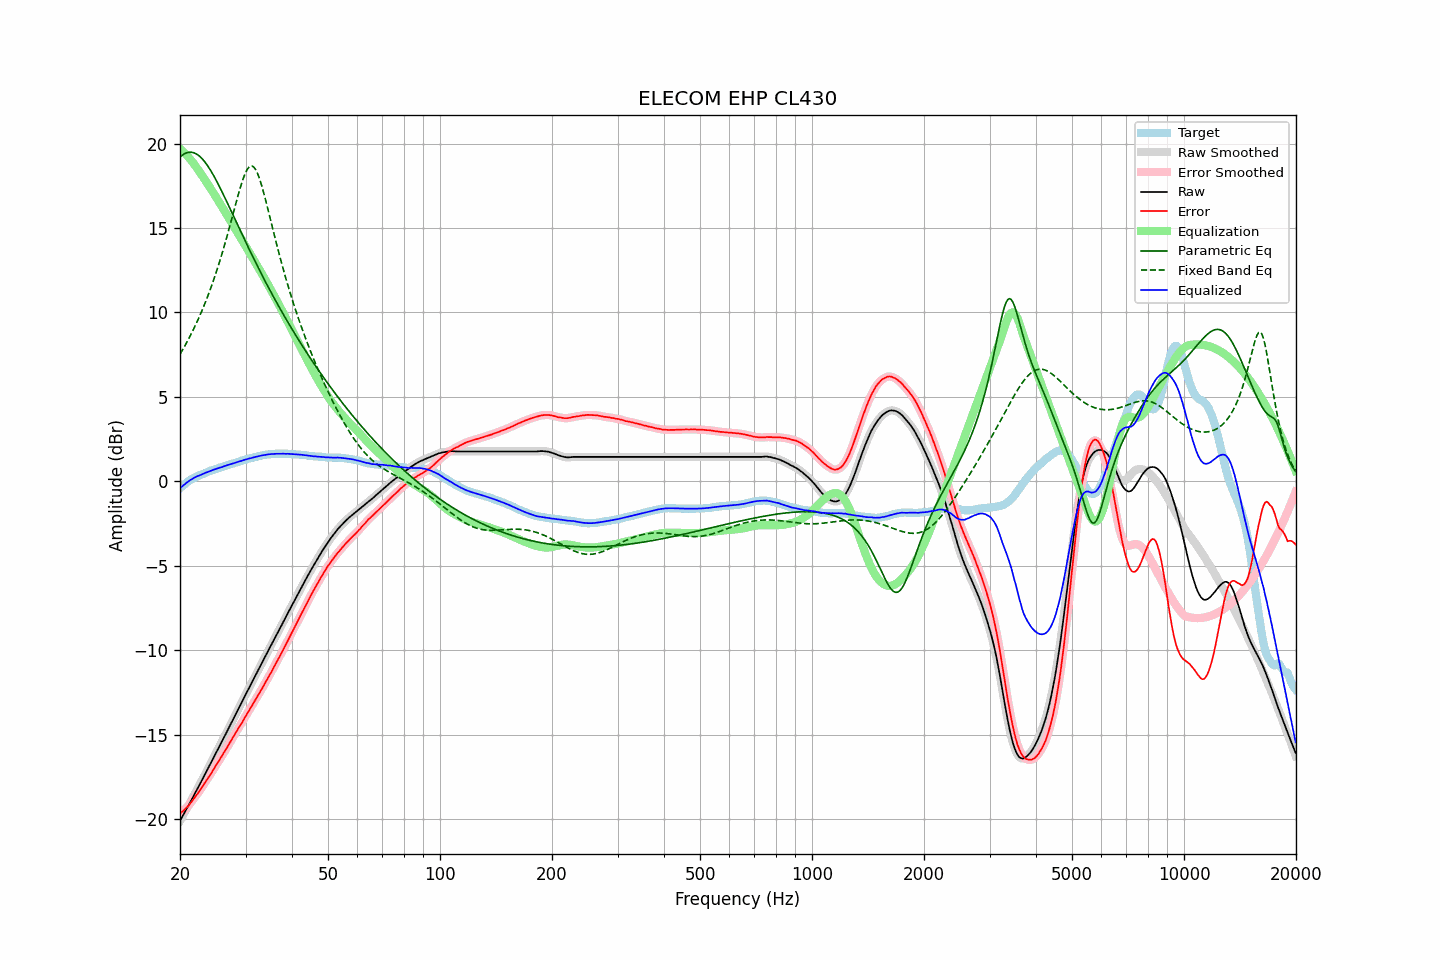 ELECOM EHP CL430
Target
Raw Smoothed
Error Smoothed
Raw
Error
Equalization
Parametric Eq
Fixed Band Eq
Equalized
Amplitude (dBr)
20
15
10
5
0
−5
−10
−15
−20
20 50 100 200 500 1000 2000 5000 10000 20000
Frequency (Hz)